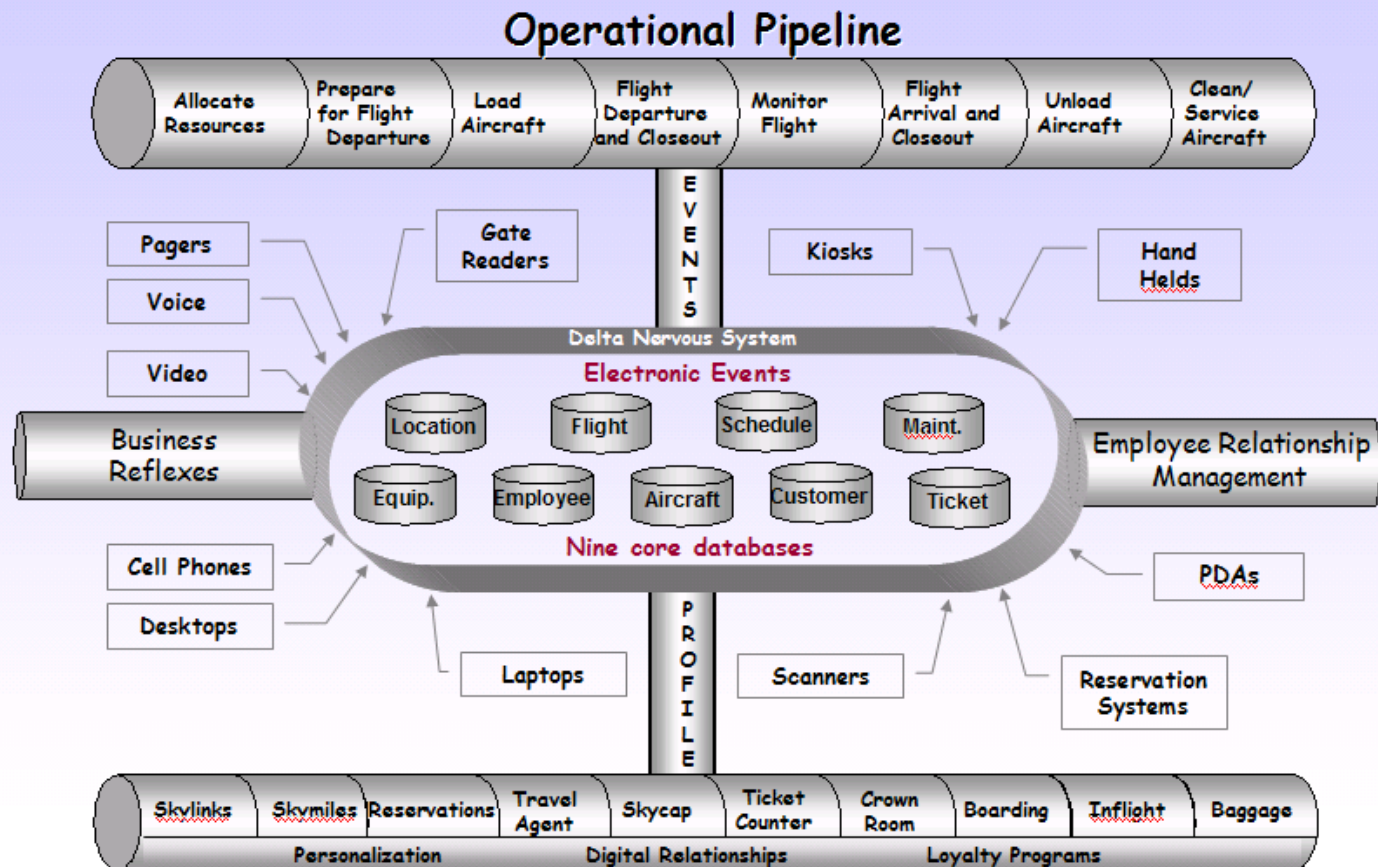 Operational Pipeline
Allocate
Resources
Prepare
for Flight
Departure
Load
Aircraft
Flight
Departure
and Closeout
Monitor
Flight
Flight
Arrival and
Closeout
Unload
Aircraft
Clean/
Service
Aircraft
EVENTS
Pagers
Gate
Readers
Kiosks
Hand
Helds
Voice
Video
Delta Nervous System
Electronic Events
Location
Flight
Schedule
Maint.
Business
Reflexes
Employee Relationship
Management
Equip.
Employee
Aircraft
Customer
Ticket
Nine core databases
Cell Phones
PDAs
Desktops
PROFILE
Laptops
Scanners
Reservation
Systems
Skylinks
Skymiles
Reservations
Travel
Agent
Skycap
Ticket
Counter
Crown
Room
Boarding
Inflight
Baggage
Personalization
Digital Relationships
Loyalty Programs